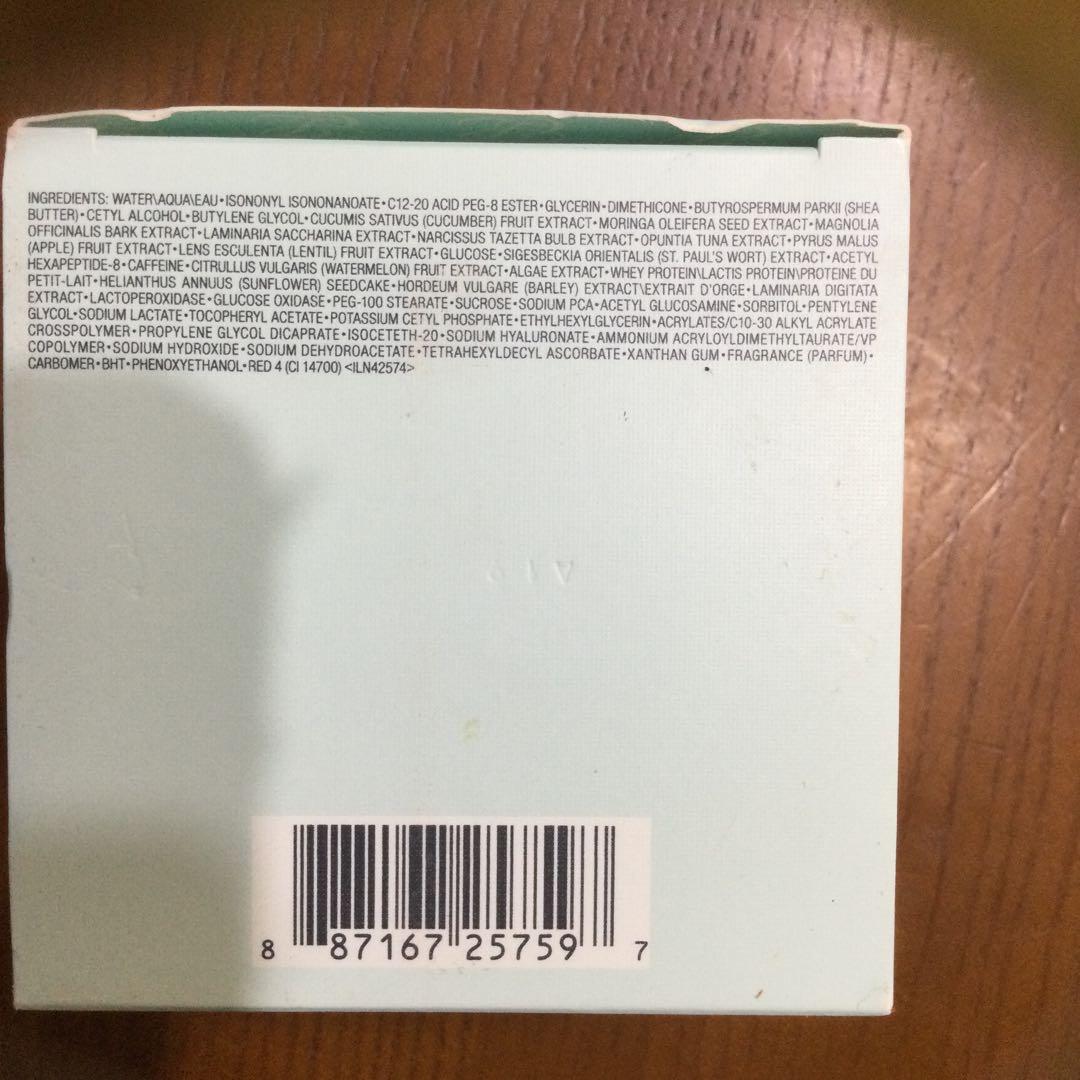 INGREDIENTS: WATER\AQUA\EAU•ISONONYL ISONONANOATE•C12-20 ACID PEG-8 ESTER•GLYCERIN•DIMETHICONE•BUTYROSPERMUM PARKII (SHEA
BUTTER)•CETYL ALCOHOL•BUTYLENE GLYCOL•CUCUMIS SATIVUS (CUCUMBER) FRUIT EXTRACT•MORINGA OLEIFERA SEED EXTRACT•MAGNOLIA
OFFICINALIS BARK EXTRACT•LAMINARIA SACCHARINA EXTRACT•NARCISSUS TAZETTA BULB EXTRACT•OPUNTIA TUNA EXTRACT•PYRUS MALUS
(APPLE) FRUIT EXTRACT•LENS ESCULENTA (LENTIL) FRUIT EXTRACT•GLUCOSE•SIGESBECKIA ORIENTALIS (ST. PAUL'S WORT) EXTRACT•ACETYL
HEXAPEPTIDE-8•CAFFEINE•CITRULLUS VULGARIS (WATERMELON) FRUIT EXTRACT•ALGAE EXTRACT•WHEY PROTEIN\LACTIS PROTEIN\PROTEINE DU
PETIT-LAIT•HELIANTHUS ANNUUS (SUNFLOWER) SEEDCAKE•HORDEUM VULGARE (BARLEY) EXTRACT\EXTRAIT D'ORGE•LAMINARIA DIGITATA
EXTRACT•LACTOPEROXIDASE•GLUCOSE OXIDASE•PEG-100 STEARATE•SUCROSE•SODIUM PCA•ACETYL GLUCOSAMINE•SORBITOL•PENTYLENE
GLYCOL•SODIUM LACTATE•TOCOPHERYL ACETATE•POTASSIUM CETYL PHOSPHATE•ETHYLHEXYLGLYCERIN•ACRYLATES/C10-30 ALKYL ACRYLATE
CROSSPOLYMER•PROPYLENE GLYCOL DICAPRATE•ISOCETETH-20•SODIUM HYALURONATE•AMMONIUM ACRYLOYLDIMETHYLTAURATE/VP
COPOLYMER•SODIUM HYDROXIDE•SODIUM DEHYDROACETATE•TETRAHEXYLDECYL ASCORBATE•XANTHAN GUM•FRAGRANCE (PARFUM)•
CARBOMER•BHT•PHENOXYETHANOL•RED 4 (CI 14700) <ILN42574>
8 87167 25759 7